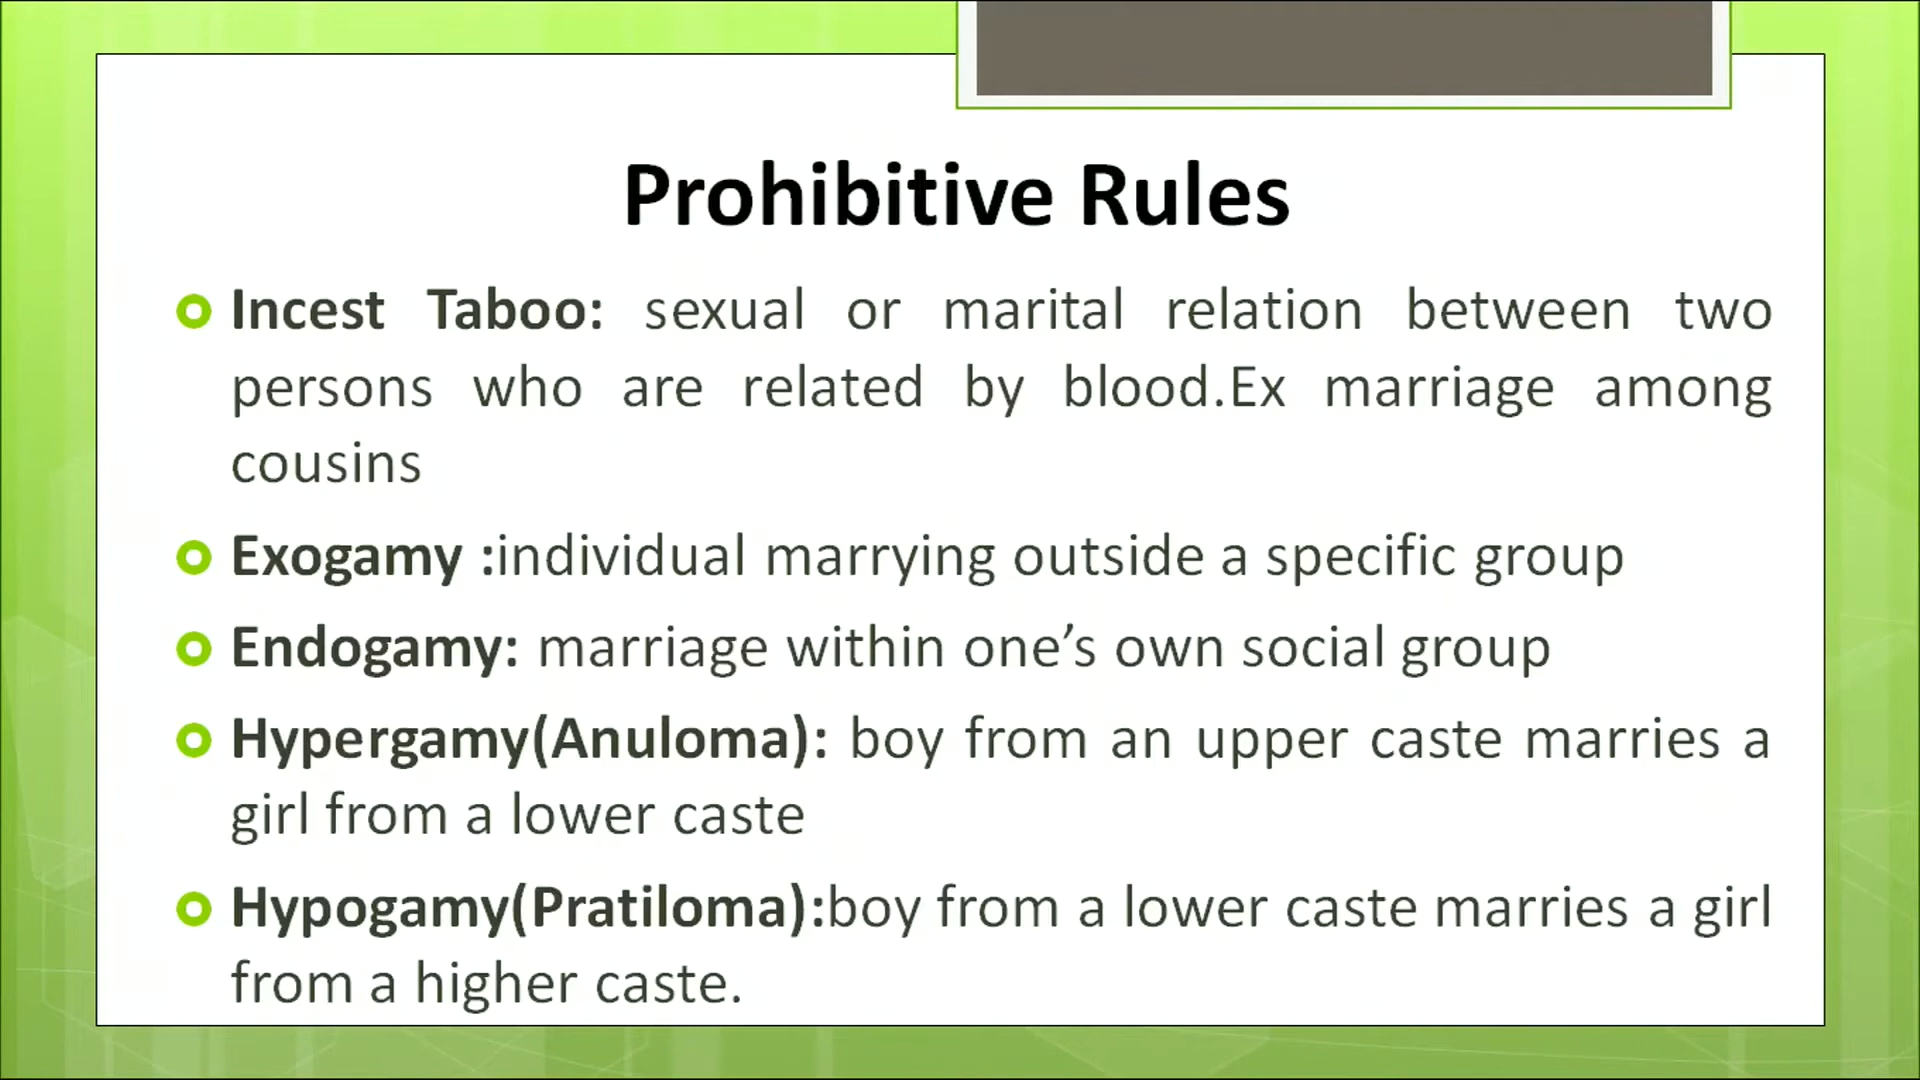 Prohibitive Rules
Incest Taboo: sexual or marital relation between two
persons who are related by blood.Ex marriage among
cousins
Exogamy :individual marrying outside a specific group
Endogamy: marriage within one’s own social group
Hypergamy(Anuloma): boy from an upper caste marries a
girl from a lower caste
Hypogamy(Pratiloma):boy from a lower caste marries a girl
from a higher caste.